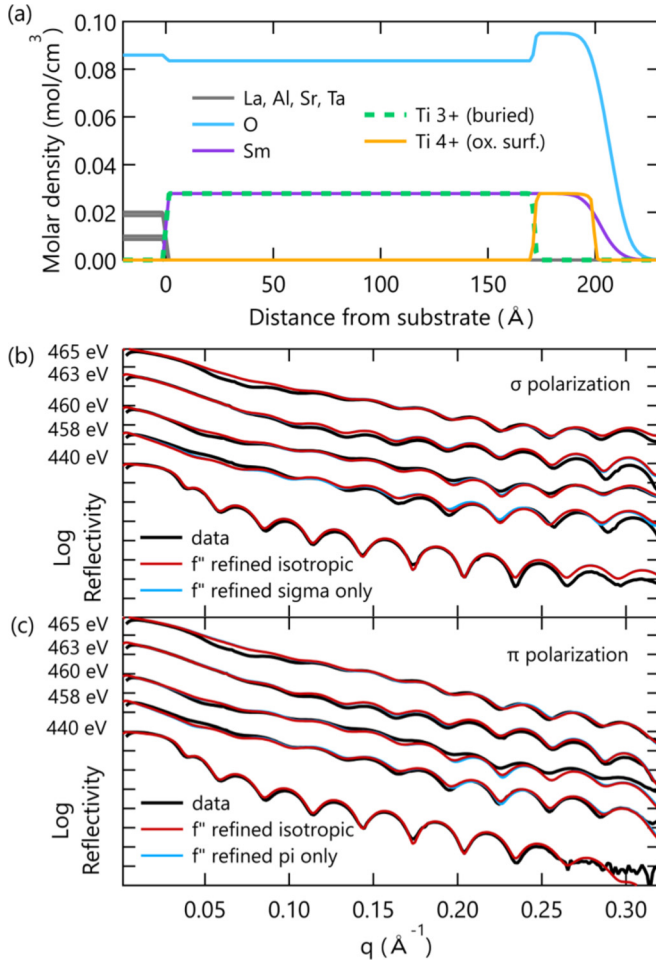 (a)
0.10
0.08
0.06
0.04
0.02
0.00
Molar density (mol/cm³)
La, Al, Sr, Ta
O
Sm
Ti 3+ (buried)
Ti 4+ (ox. surf.)
0
50
100
150
200
Distance from substrate (Å)
(b)
465 eV
463 eV
460 eV
458 eV
440 eV
σ polarization
Log
Reflectivity
data
f" refined isotropic
f" refined sigma only
(c)
465 eV
463 eV
460 eV
458 eV
440 eV
π polarization
Log
Reflectivity
data
f" refined isotropic
f" refined pi only
0.05
0.10
0.15
0.20
0.25
0.30
q (Å⁻¹)